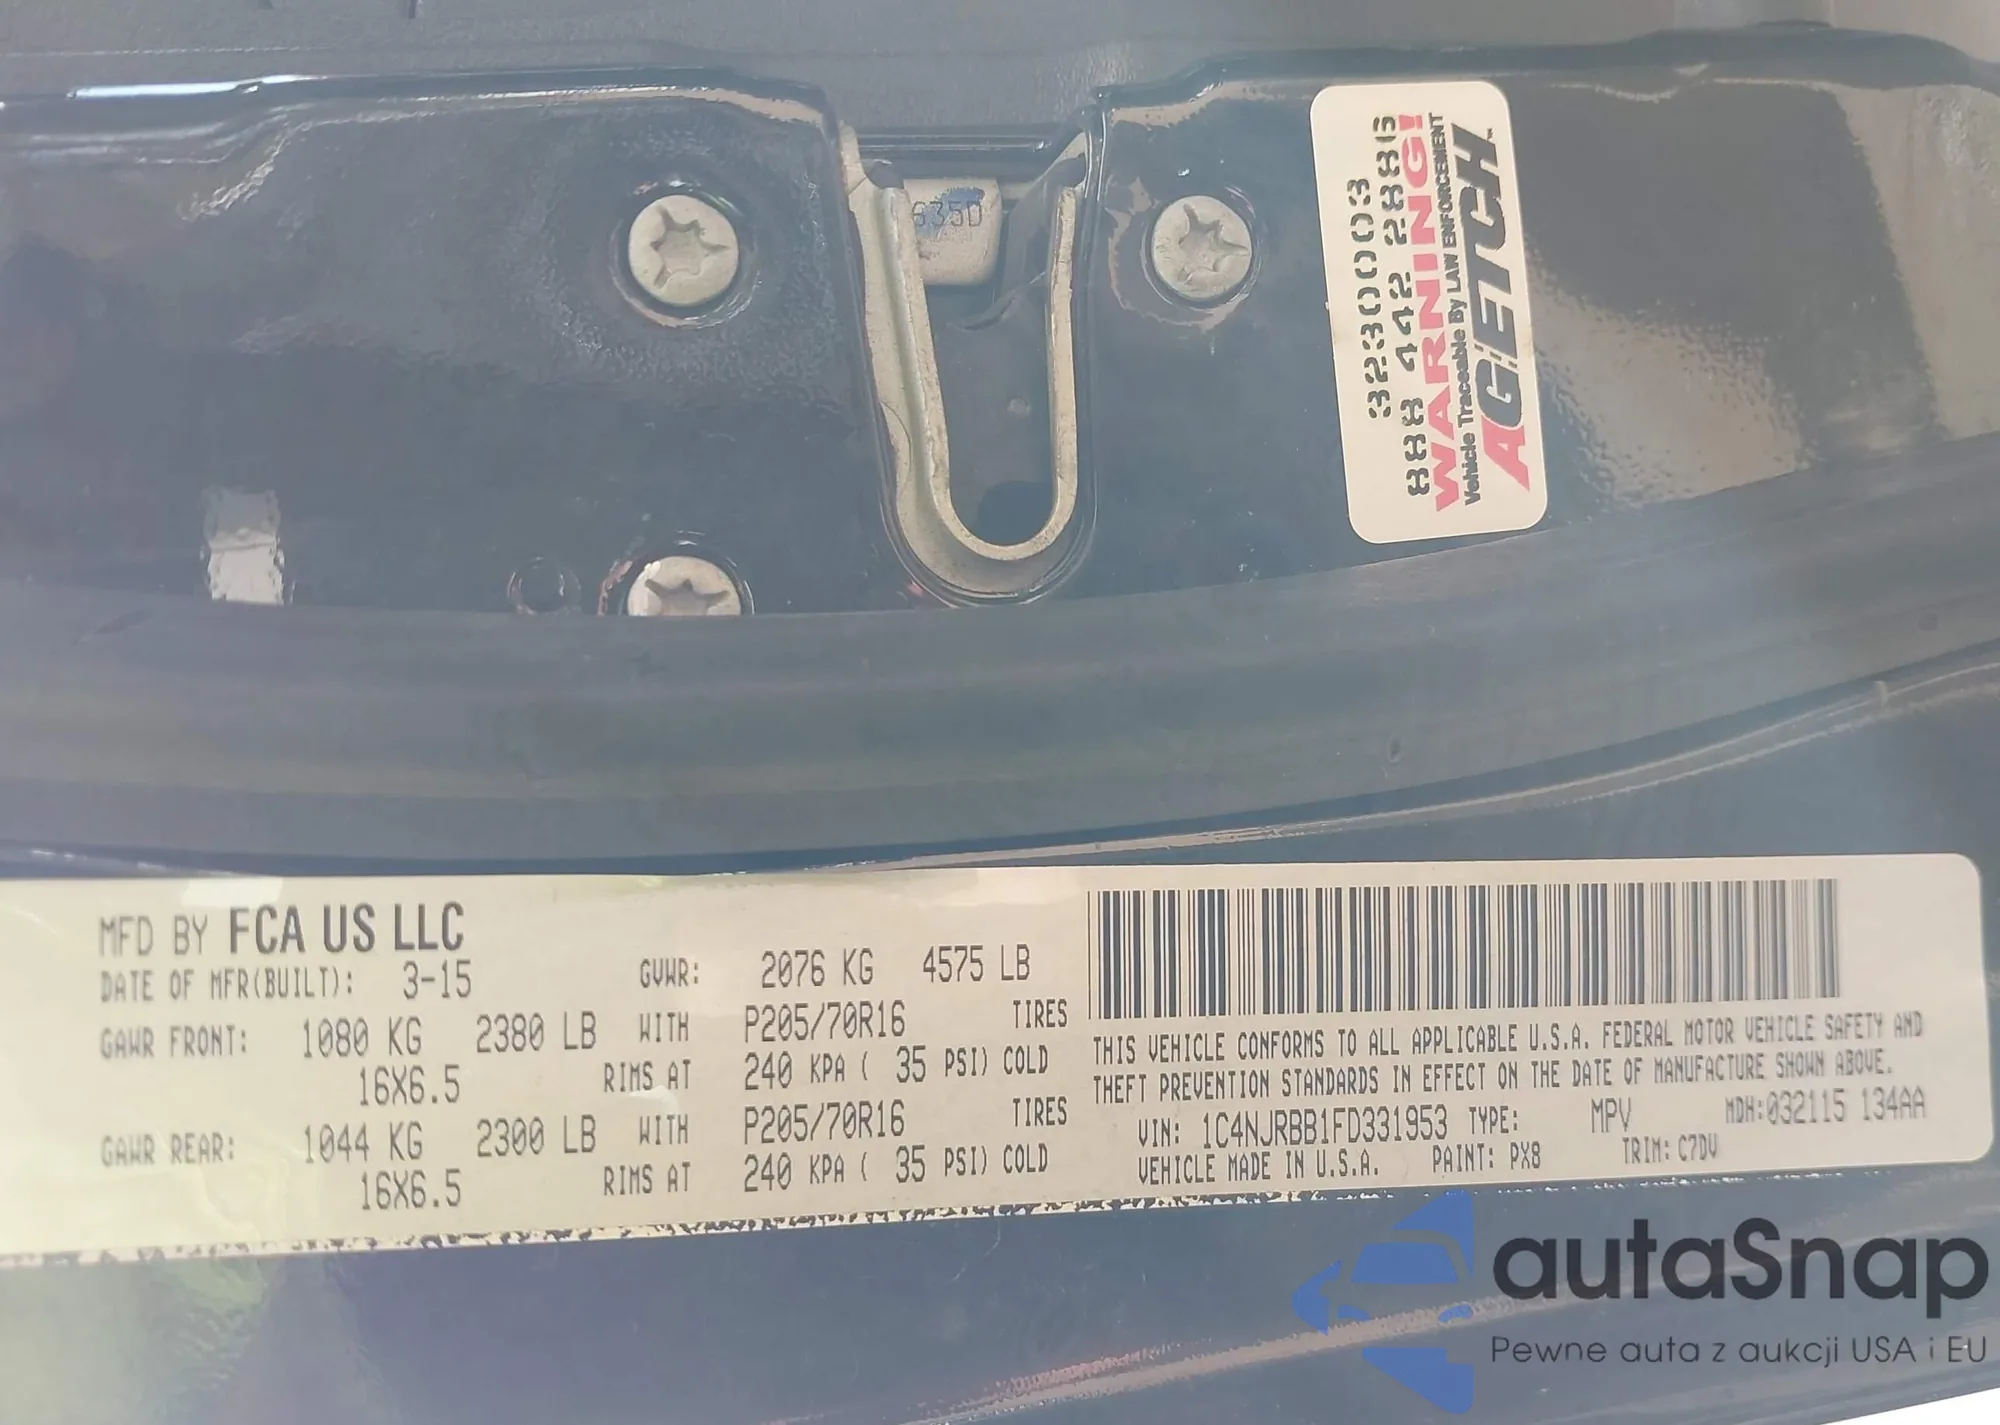 635D
32300003
888 442 2886
WARNING!
Vehicle Traceable By LAW ENFORCEMENT
AGETCH™
MFD BY FCA US LLC
DATE OF MFR(BUILT): 3-15 GVWR: 2076 KG 4575 LB
GAWR FRONT: 1080 KG 2380 LB WITH P205/70R16 TIRES
16X6.5 RIMS AT 240 KPA ( 35 PSI) COLD
GAWR REAR: 1044 KG 2300 LB WITH P205/70R16 TIRES
16X6.5 RIMS AT 240 KPA ( 35 PSI) COLD
THIS VEHICLE CONFORMS TO ALL APPLICABLE U.S.A. FEDERAL MOTOR VEHICLE SAFETY AND
THEFT PREVENTION STANDARDS IN EFFECT ON THE DATE OF MANUFACTURE SHOWN ABOVE.
VIN: 1C4NJRBB1FD331953 TYPE: MPV MDH:032115 134AA
VEHICLE MADE IN U.S.A. PAINT: PX8 TRIM: C7DV
autaSnap
Pewne auta z aukcji USA i EU